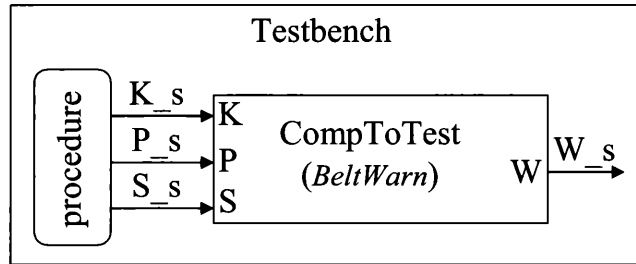 Testbench
procedure
K_s
P_s
S_s
K
P
S
CompToTest
(BeltWarn)
W
W_s